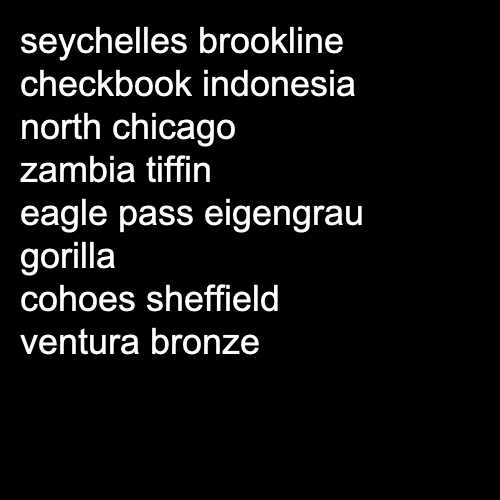 seychelles brookline
checkbook indonesia
north chicago
zambia tiffin
eagle pass eigengrau
gorilla
cohoes sheffield
ventura bronze